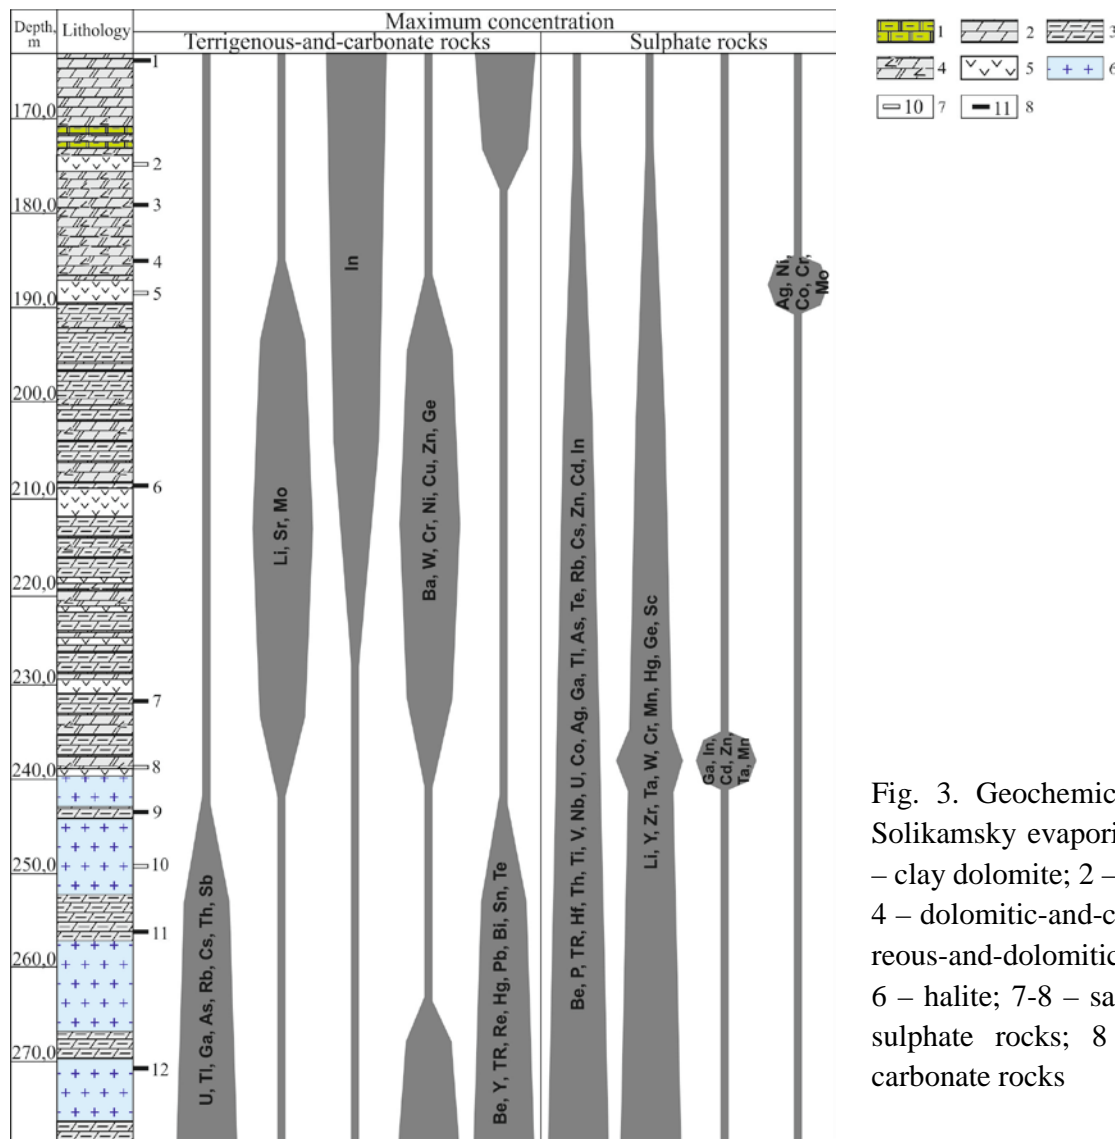 Depth, m
Lithology
Maximum concentration
Terrigenous-and-carbonate rocks
Sulphate rocks
170,0
180,0
190,0
200,0
210,0
220,0
230,0
240,0
250,0
260,0
270,0
1
2
3
4
5
6
7
8
9
10
11
12
U, Tl, Ga, As, Rb, Cs, Th, Sb
Li, Sr, Mo
In
Ba, W, Cr, Ni, Cu, Zn, Ge
Be, Y, TR, Re, Hg, Pb, Bi, Sn, Te
Be, P, TR, Hf, Th, Ti, V, Nb, U, Co, Ag, Ga, Tl, As, Te, Rb, Cs, Zn, Cd, In
Li, Y, Zr, Ta, W, Cr, Mn, Hg, Ge, Sc
Ga, In,
Cd, Zn,
Ta, Mn
Ag, Ni,
Co, Cr,
Mo
1 2 3
4 5 6
10 7 11 8
Fig. 3. Geochemic
Solikamsky evapori
– clay dolomite; 2 –
4 – dolomitic-and-c
reous-and-dolomitic
6 – halite; 7-8 – sa
sulphate rocks; 8
carbonate rocks